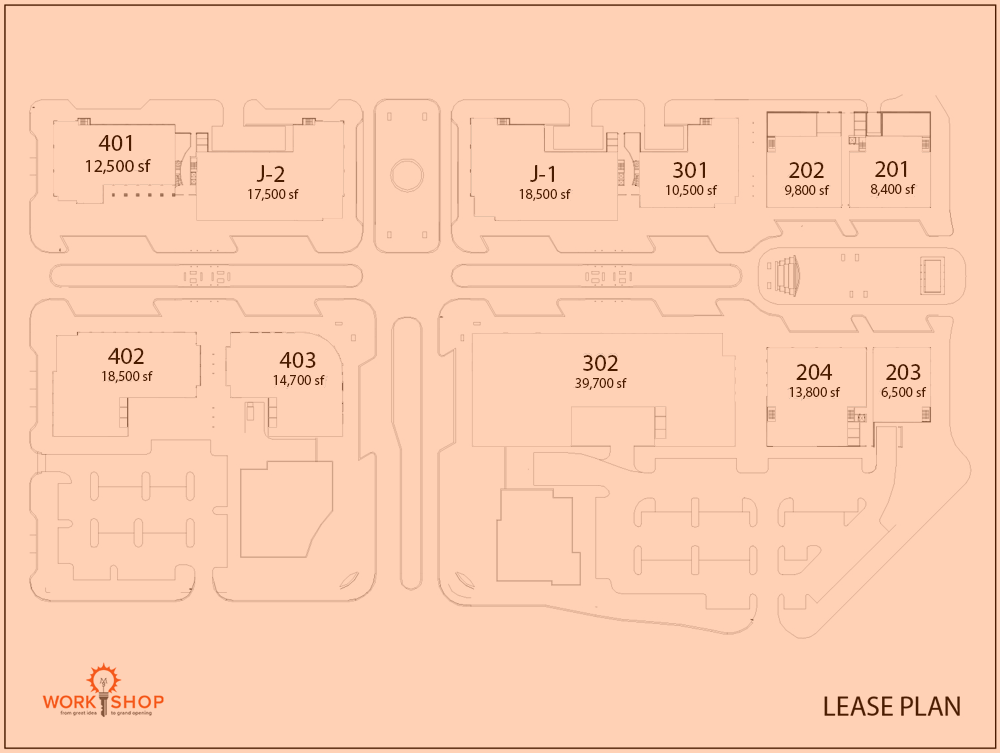 401
12,500 sf
J-2
17,500 sf
J-1
18,500 sf
301
10,500 sf
202
9,800 sf
201
8,400 sf
402
18,500 sf
403
14,700 sf
302
39,700 sf
204
13,800 sf
203
6,500 sf
WORK SHOP
from great idea to grand opening
LEASE PLAN